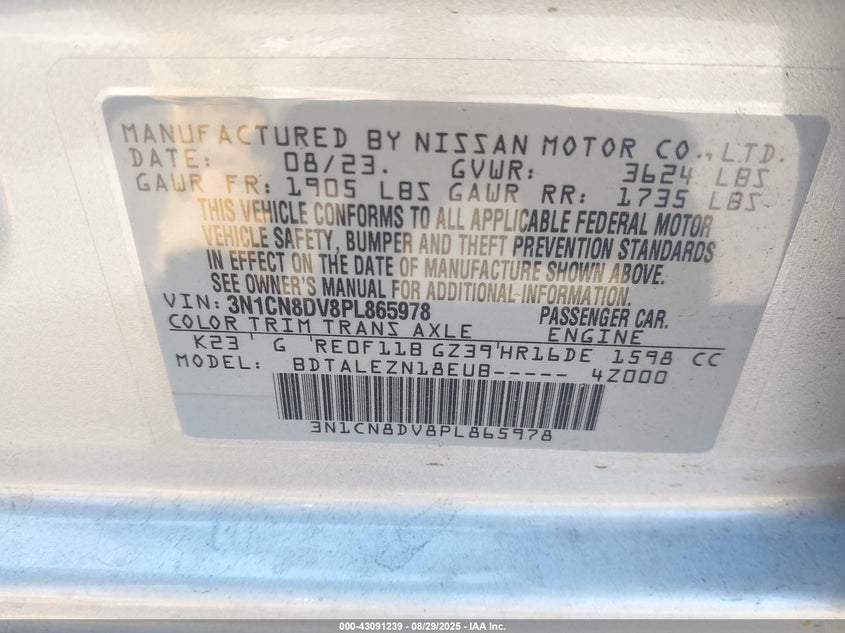 MANUFACTURED BY NISSAN MOTOR CO., LTD.
DATE: 08/23. GVWR: 3624 LBS
GAWR FR: 1905 LBS GAWR RR: 1735 LBS
THIS VEHICLE CONFORMS TO ALL APPLICABLE FEDERAL MOTOR
VEHICLE SAFETY, BUMPER AND THEFT PREVENTION STANDARDS
IN EFFECT ON THE DATE OF MANUFACTURE SHOWN ABOVE.
SEE OWNER'S MANUAL FOR ADDITIONAL INFORMATION.
VIN: 3N1CN8DV8PL865978 PASSENGER CAR.
COLOR TRIM TRANS AXLE ENGINE
K23 G RE0F11B GZ39 HR16DE 1598 CC
MODEL: BDTALEZN18EUB----- 4Z000
3N1CN8DV8PL865978
000-43091239 - 08/29/2025 - IAA Inc.